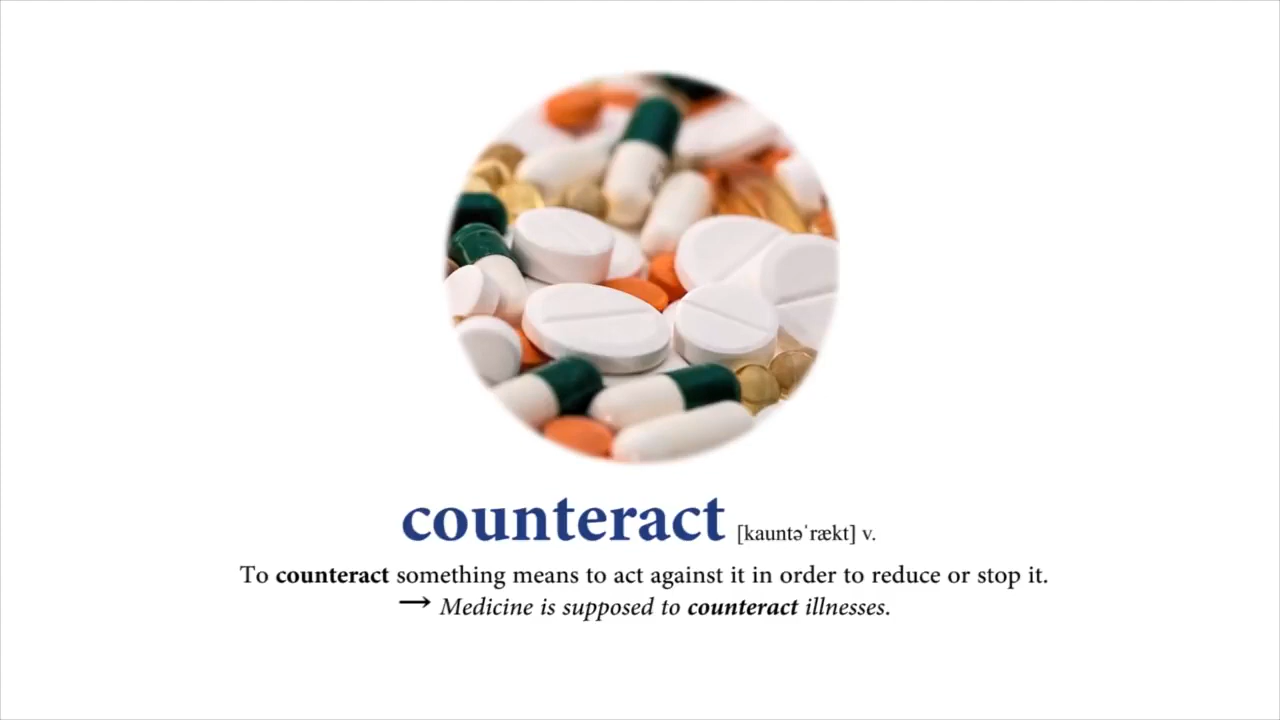 counteract [kauntəˈrækt] v.
To counteract something means to act against it in order to reduce or stop it.
→ Medicine is supposed to counteract illnesses.